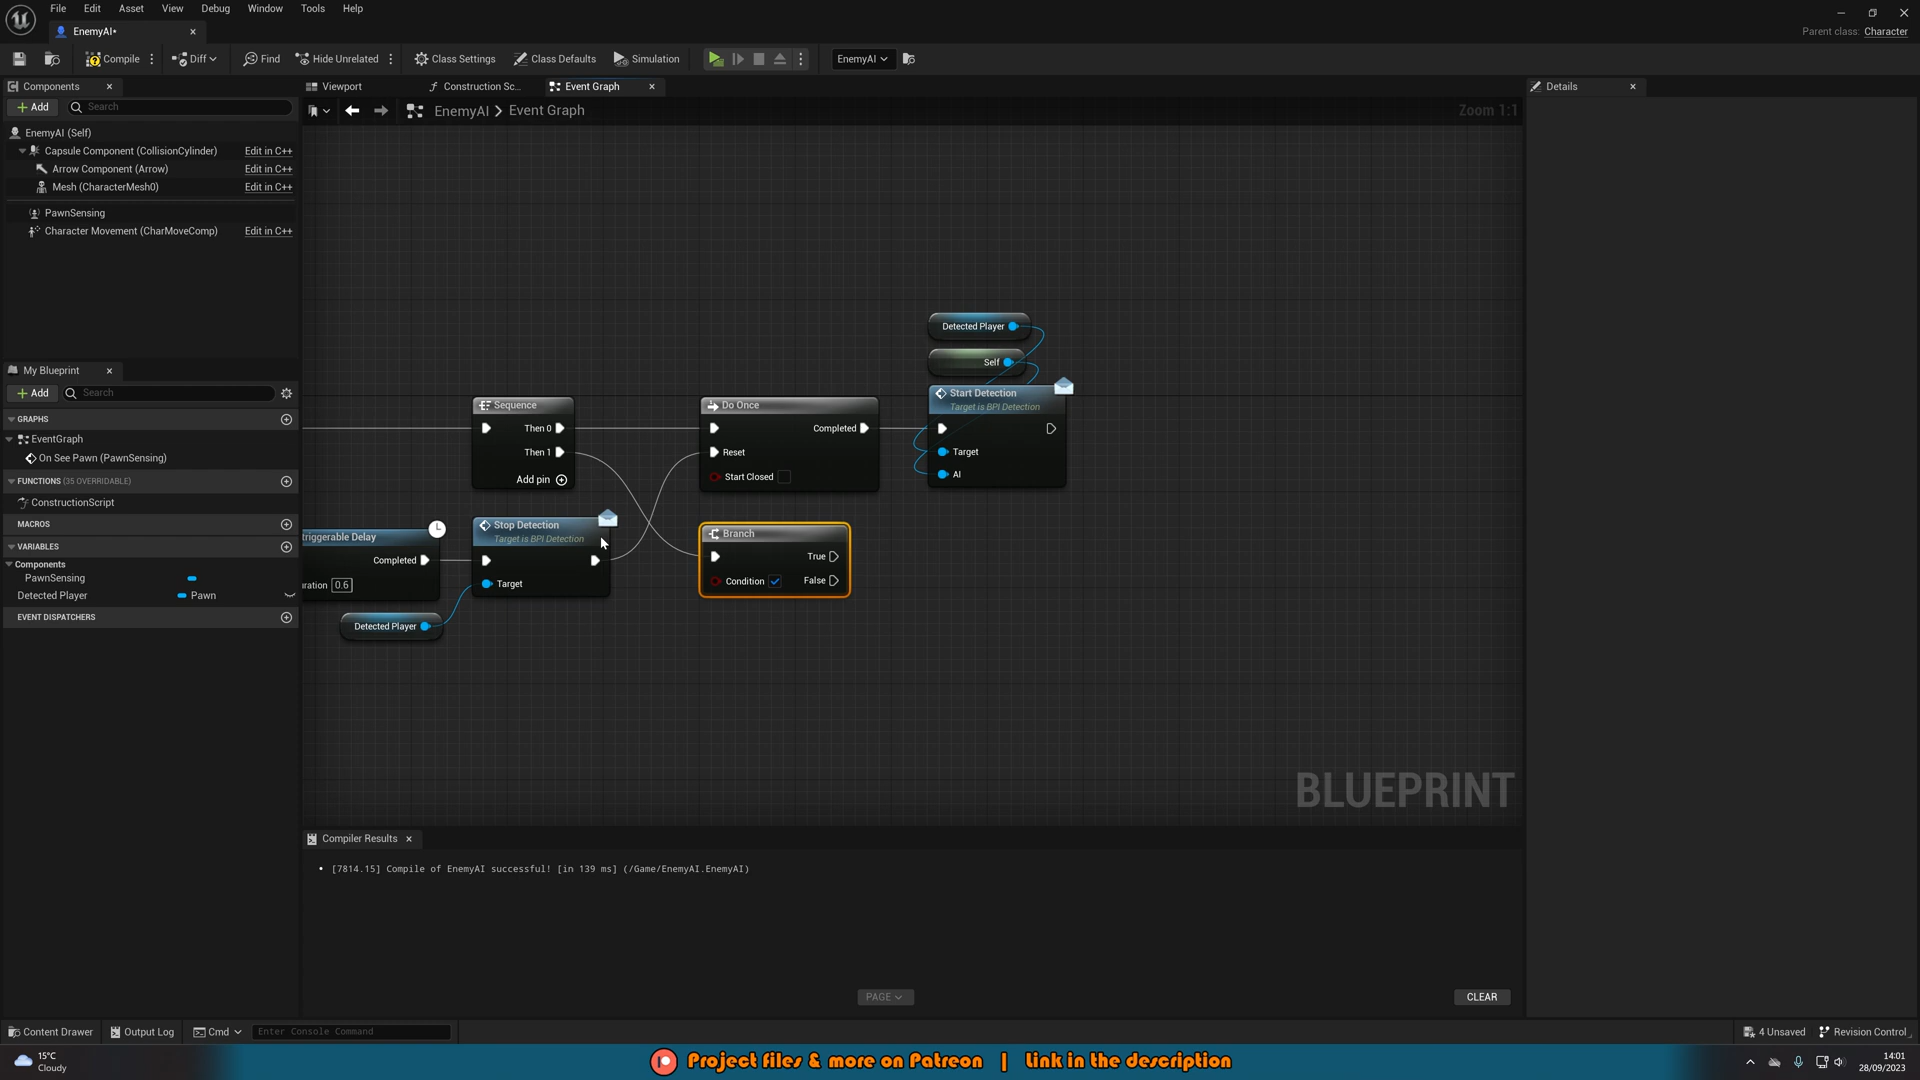 File Edit Asset View Debug Window Tools Help
EnemyAI*
Parent class: Character
Compile Diff Find Hide Unrelated Class Settings Class Defaults Simulation EnemyAI
Components
Add Search
EnemyAI (Self)
Capsule Component (CollisionCylinder) Edit in C++
Arrow Component (Arrow) Edit in C++
Mesh (CharacterMesh0) Edit in C++
PawnSensing
Character Movement (CharMoveComp) Edit in C++
My Blueprint
Add Search
GRAPHS
EventGraph
On See Pawn (PawnSensing)
FUNCTIONS (35 OVERRIDABLE)
ConstructionScript
MACROS
VARIABLES
Components
PawnSensing
Detected Player Pawn
EVENT DISPATCHERS
Viewport Construction Sc... Event Graph
EnemyAI > Event Graph
Zoom 1:1
Detected Player
Self
Start Detection
Target is BPI Detection
Target
AI
Sequence
Then 0
Then 1
Add pin
Do Once
Completed
Reset
Start Closed
triggerable Delay
Completed
uration 0.6
Stop Detection
Target is BPI Detection
Target
Detected Player
Branch
True
Condition False
BLUEPRINT
Compiler Results
[7814.15] Compile of EnemyAI successful! [in 139 ms] (/Game/EnemyAI.EnemyAI)
PAGE
CLEAR
Details
Content Drawer Output Log Cmd Enter Console Command
4 Unsaved Revision Control
15°C
Cloudy
Project files & more on Patreon | Link in the description
14:01
28/09/2023